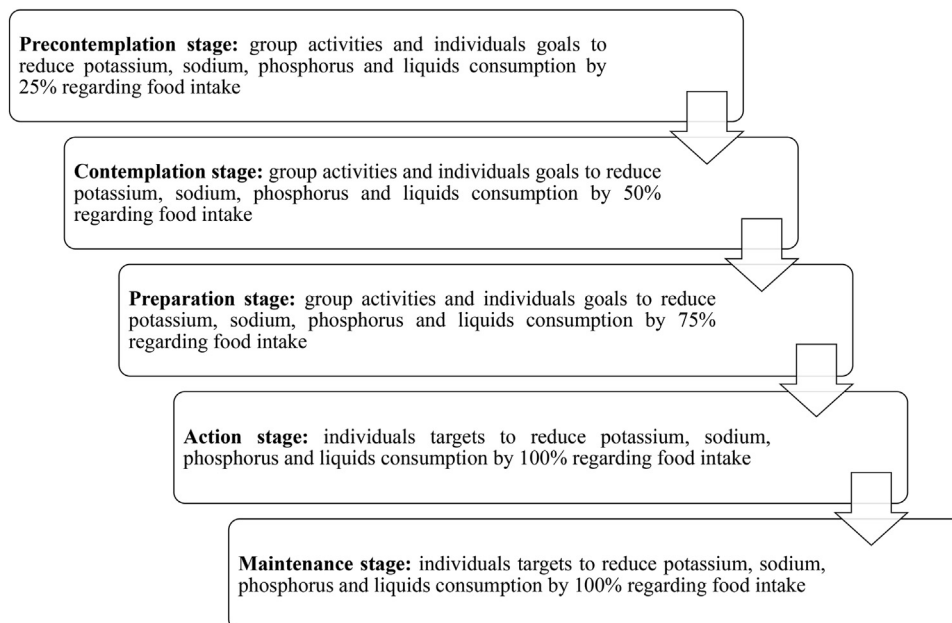 Precontemplation stage: group activities and individuals goals to
reduce potassium, sodium, phosphorus and liquids consumption by
25% regarding food intake
Contemplation stage: group activities and individuals goals to reduce
potassium, sodium, phosphorus and liquids consumption by 50%
regarding food intake
Preparation stage: group activities and individuals goals to reduce
potassium, sodium, phosphorus and liquids consumption by 75%
regarding food intake
Action stage: individuals targets to reduce potassium, sodium,
phosphorus and liquids consumption by 100% regarding food intake
Maintenance stage: individuals targets to reduce potassium, sodium,
phosphorus and liquids consumption by 100% regarding food intake